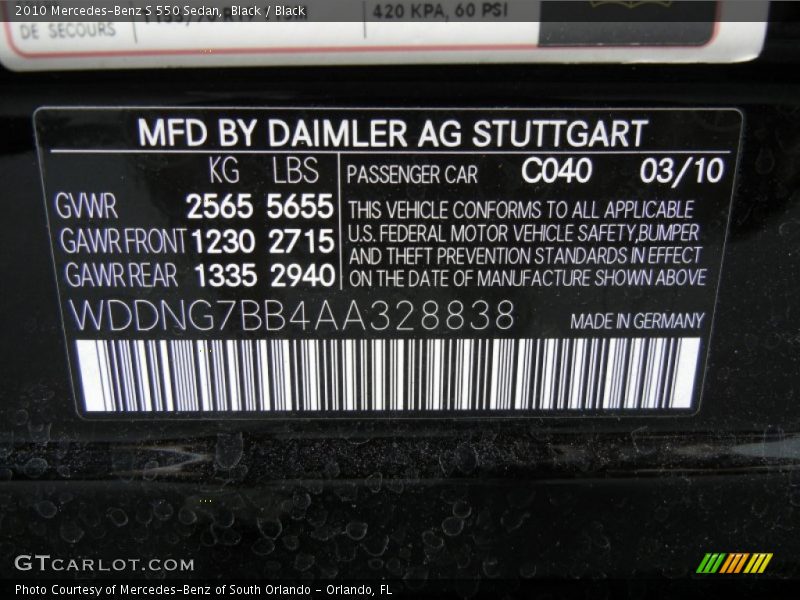 2010 Mercedes-Benz S 550 Sedan, Black / Black
420 KPA, 60 PSI
DE SECOURS
MFD BY DAIMLER AG STUTTGART
KG LBS
GVWR 2565 5655
GAWR FRONT 1230 2715
GAWR REAR 1335 2940
PASSENGER CAR C040 03/10
THIS VEHICLE CONFORMS TO ALL APPLICABLE
U.S. FEDERAL MOTOR VEHICLE SAFETY,BUMPER
AND THEFT PREVENTION STANDARDS IN EFFECT
ON THE DATE OF MANUFACTURE SHOWN ABOVE
WDDNG7BB4AA328838
MADE IN GERMANY
GTCARLOT.COM
Photo Courtesy of Mercedes-Benz of South Orlando - Orlando, FL